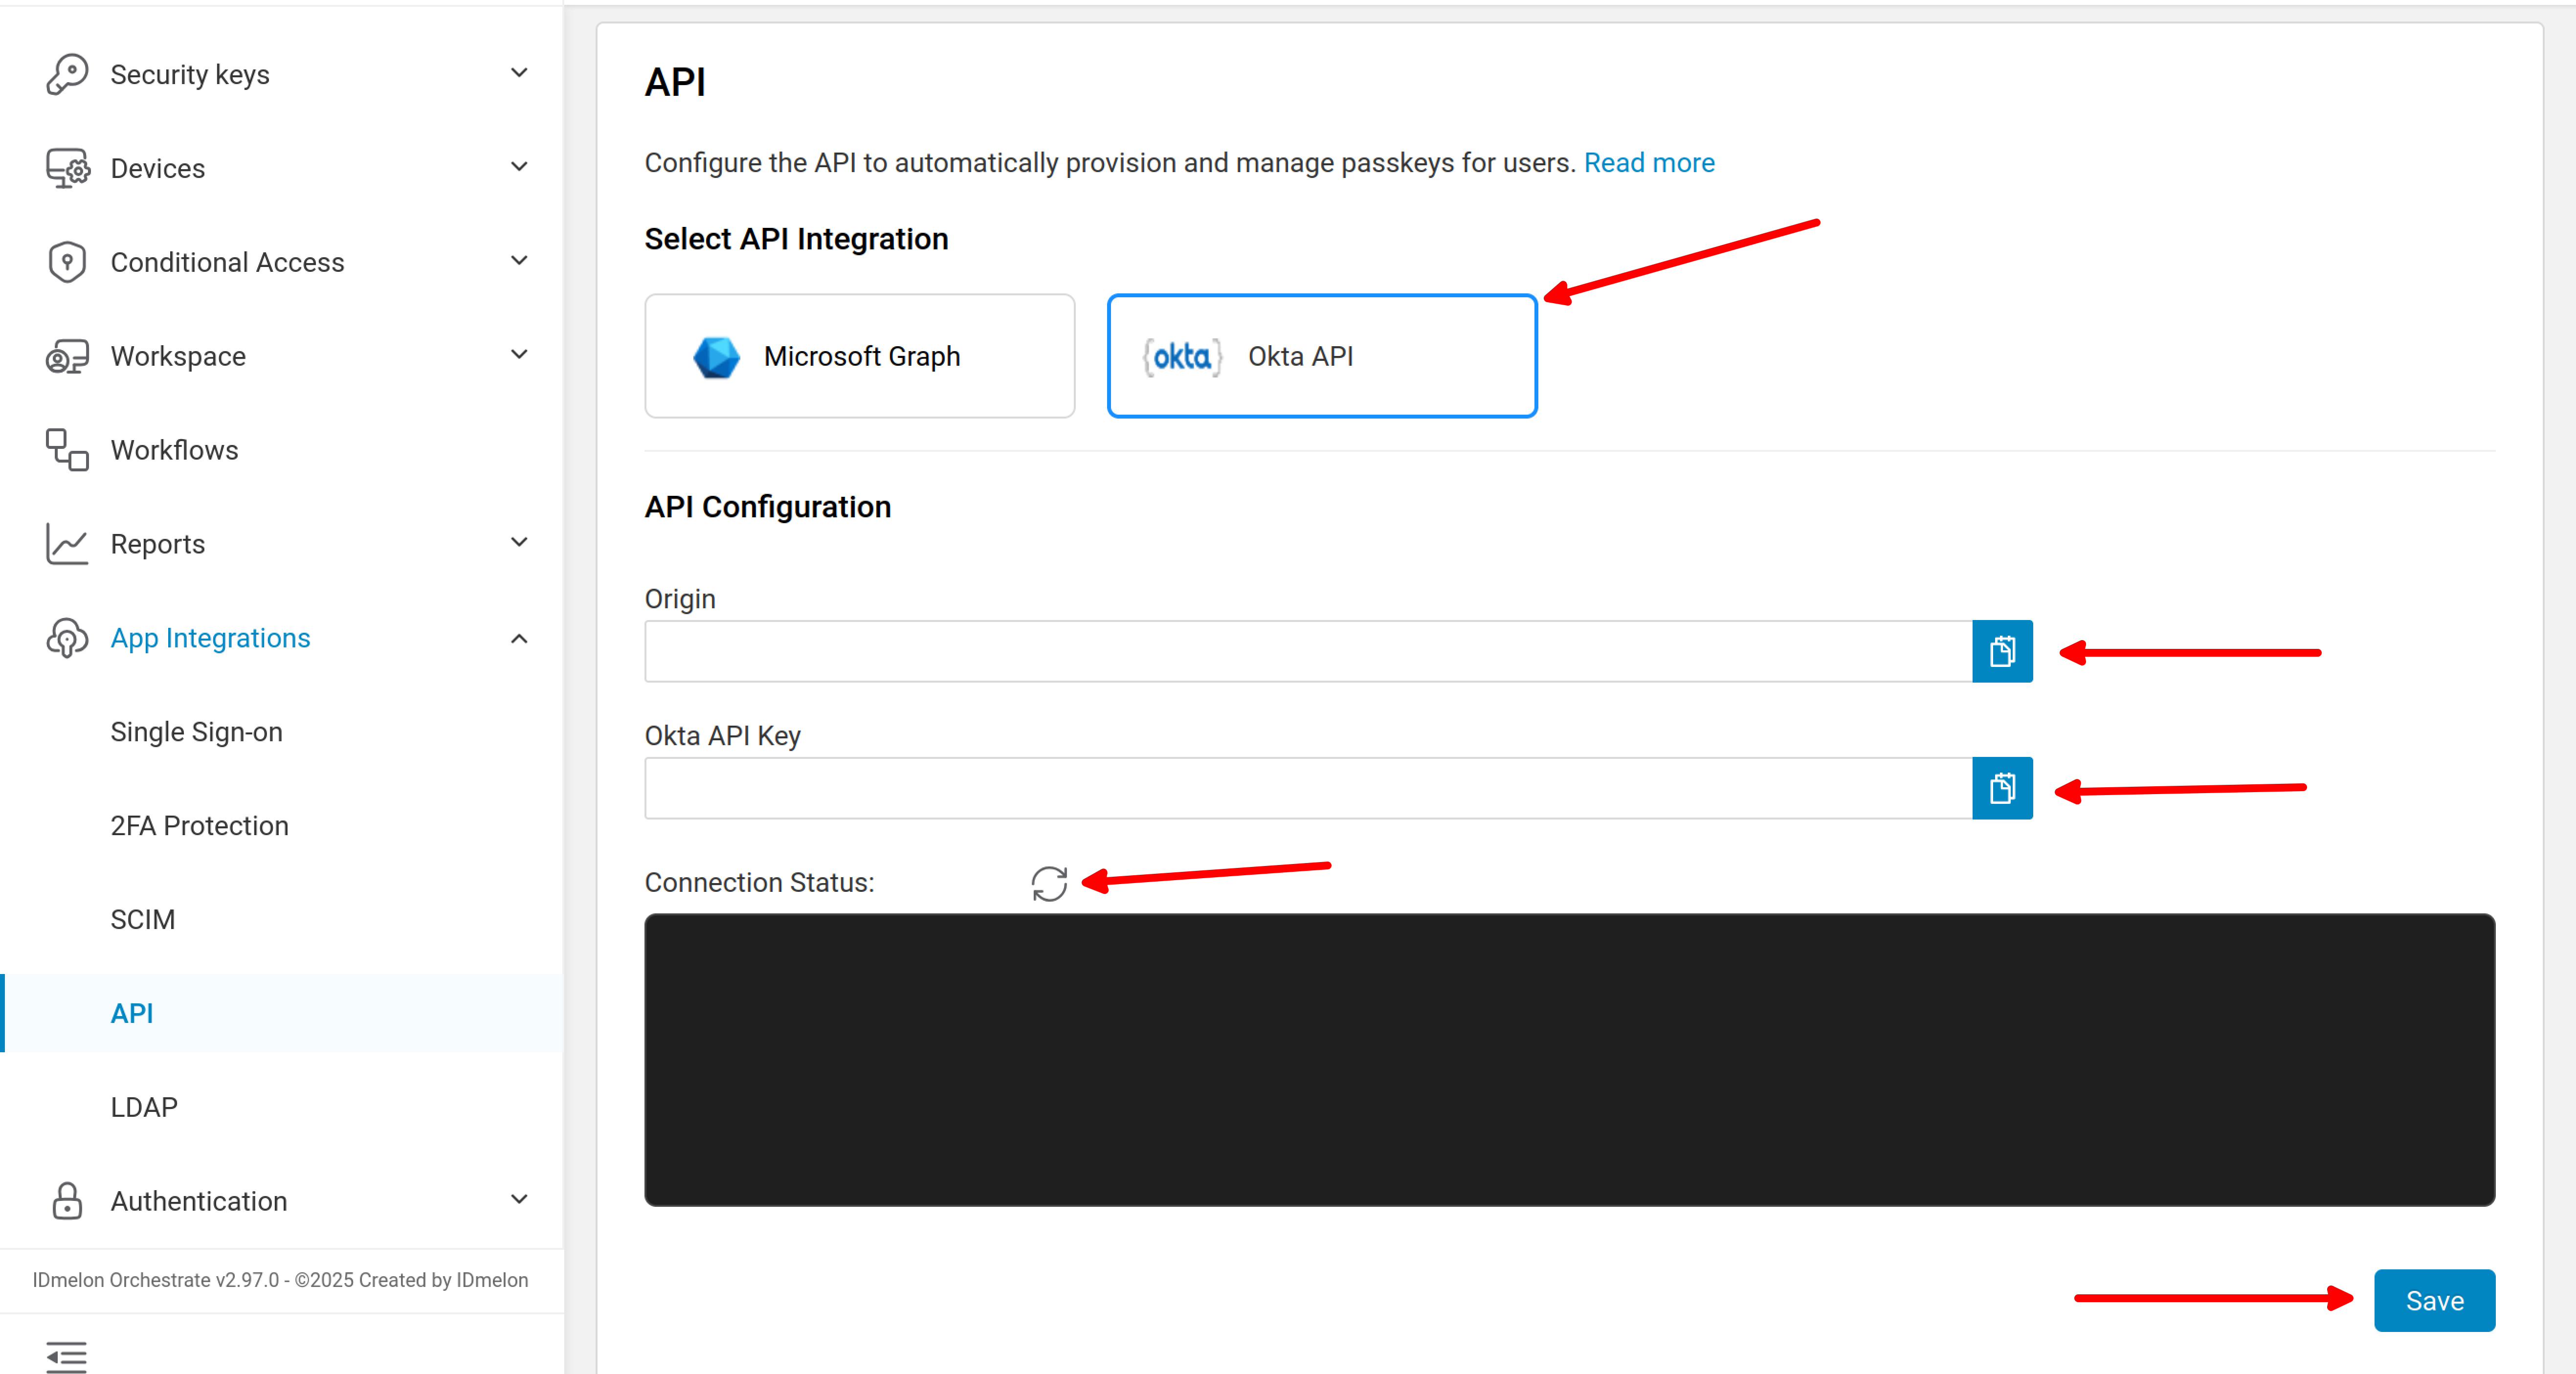 Security keys
Devices
Conditional Access
Workspace
Workflows
Reports
App Integrations
Single Sign-on
2FA Protection
SCIM
API
LDAP
Authentication
IDmelon Orchestrate v2.97.0 - ©2025 Created by IDmelon
API
Configure the API to automatically provision and manage passkeys for users. Read more
Select API Integration
Microsoft Graph
{okta} Okta API
API Configuration
Origin
Okta API Key
Connection Status:
Save